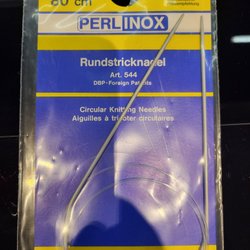 80 cm
PERLINOX
Rundstricknadel
Art. 544
DBP-Foreign Patents
Circular Knitting Needles
Aiguilles à tricoter circulaires